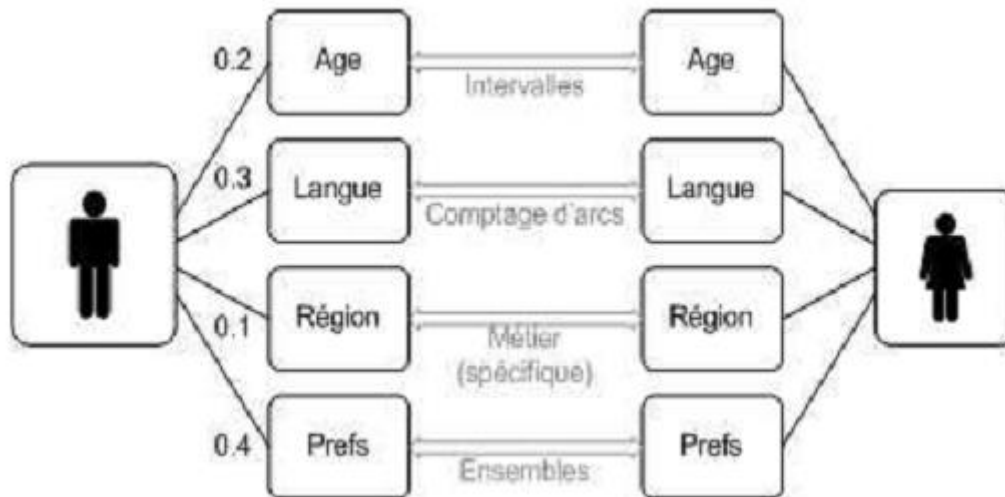 0.2
Age
Intervalles
Age
0.3
Langue
Comptage d'arcs
Langue
0.1
Région
Métier
(spécifique)
Région
0.4
Prefs
Ensembles
Prefs